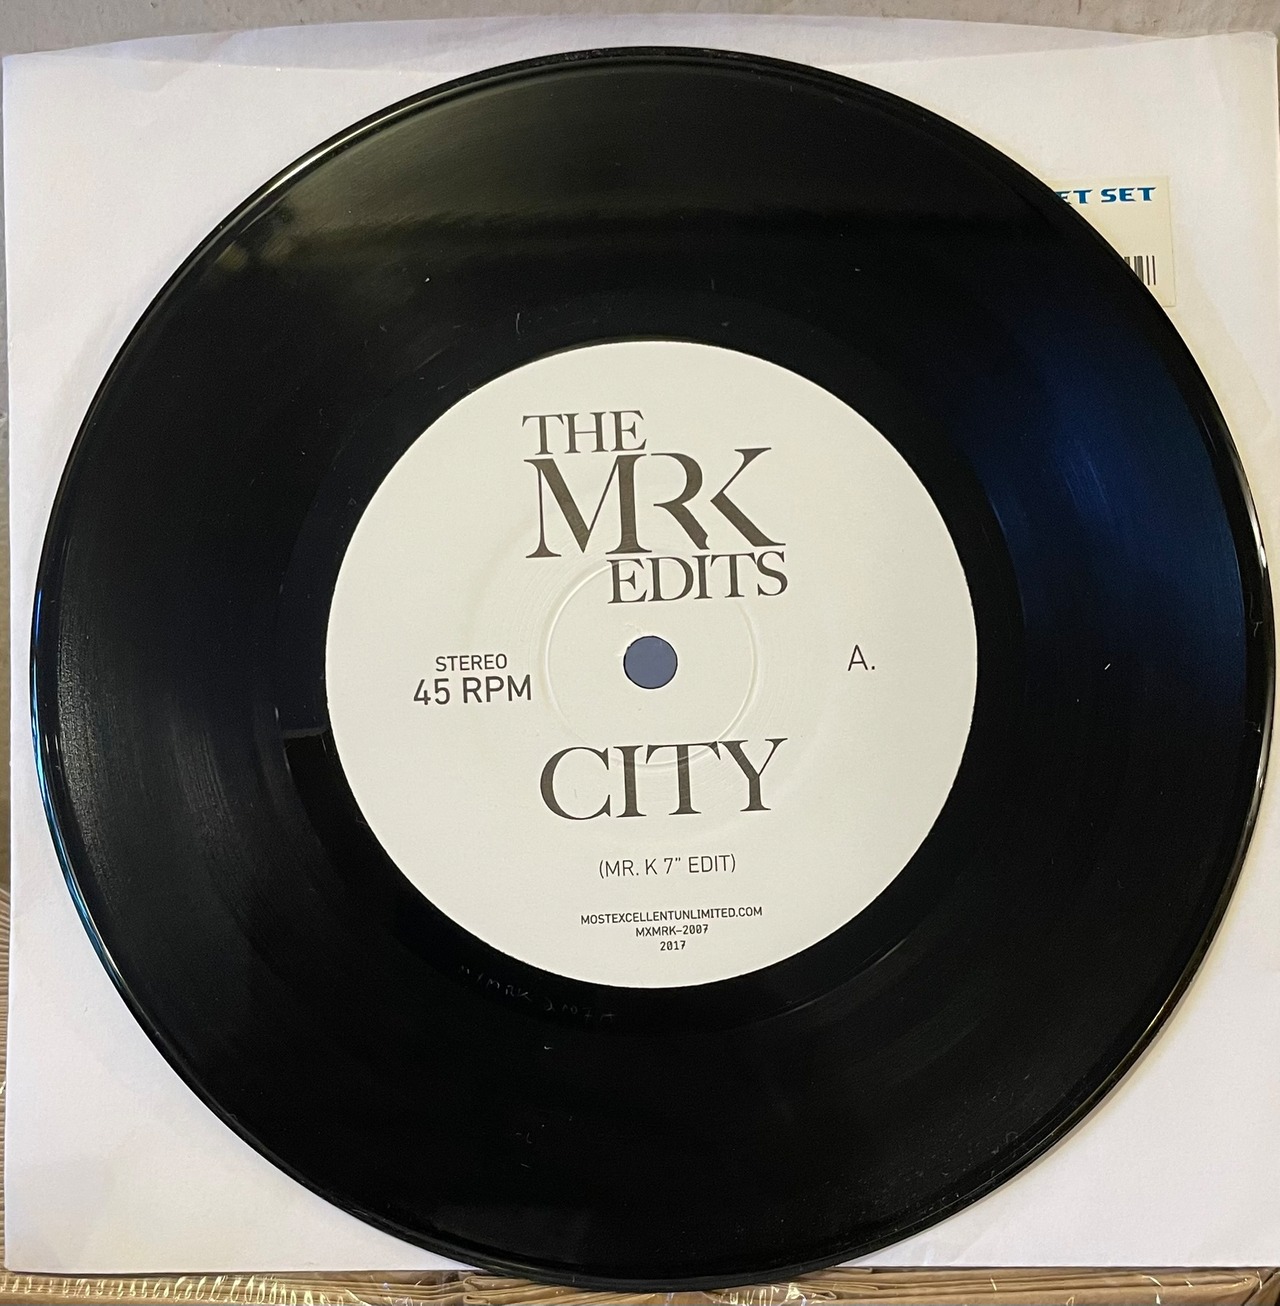 ET SET
THE
MRK
EDITS
STEREO
45 RPM
A.
CITY
(MR. K 7” EDIT)
MOSTEXCELLENTUNLIMITED.COM
MXMRK–2007
2017